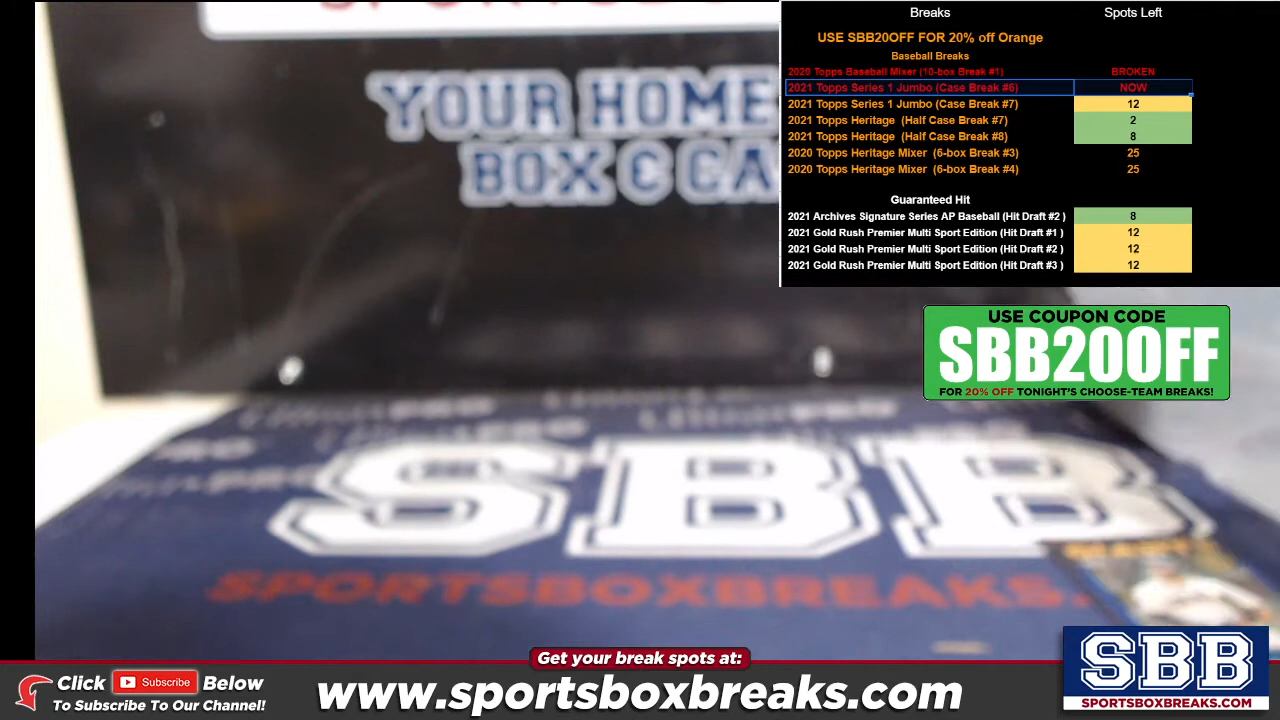 Breaks Spots Left
USE SBB20OFF FOR 20% off Orange
Baseball Breaks
2020 Topps Baseball Mixer (10-box Break #1) BROKEN
2021 Topps Series 1 Jumbo (Case Break #6) NOW
2021 Topps Series 1 Jumbo (Case Break #7) 12
2021 Topps Heritage (Half Case Break #7) 2
2021 Topps Heritage (Half Case Break #8) 8
2020 Topps Heritage Mixer (6-box Break #3) 25
2020 Topps Heritage Mixer (6-box Break #4) 25
Guaranteed Hit
2021 Archives Signature Series AP Baseball (Hit Draft #2 ) 8
2021 Gold Rush Premier Multi Sport Edition (Hit Draft #1 ) 12
2021 Gold Rush Premier Multi Sport Edition (Hit Draft #2 ) 12
2021 Gold Rush Premier Multi Sport Edition (Hit Draft #3 ) 12
YOUR HOME
BOX & CA
USE COUPON CODE
SBB20OFF
FOR 20% OFF TONIGHT'S CHOOSE-TEAM BREAKS!
SBB
SPORTSBOXBREAKS.
Get your break spots at:
Click Subscribe Below
To Subscribe To Our Channel!
www.sportsboxbreaks.com
SBB
SPORTSBOXBREAKS.COM